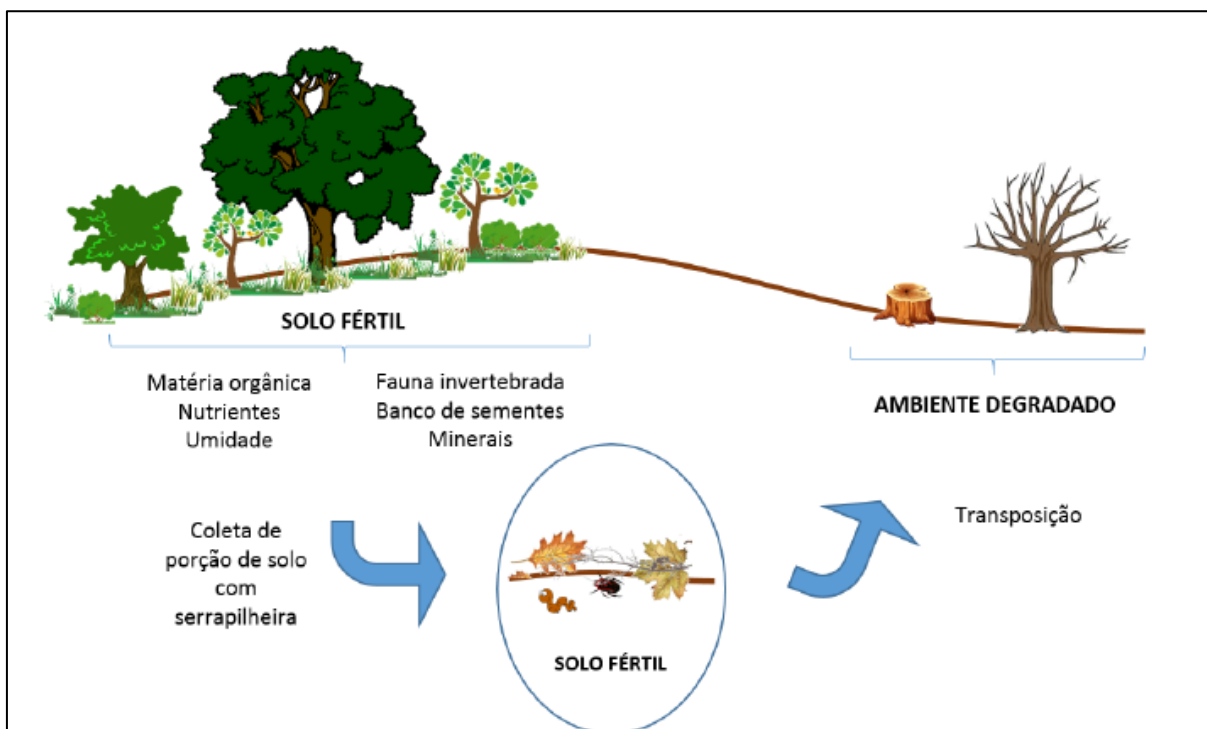 SOLO FÉRTIL
Matéria orgânica
Nutrientes
Umidade
Fauna invertebrada
Banco de sementes
Minerais
AMBIENTE DEGRADADO
Coleta de
porção de solo
com
serrapilheira
SOLO FÉRTIL
Transposição